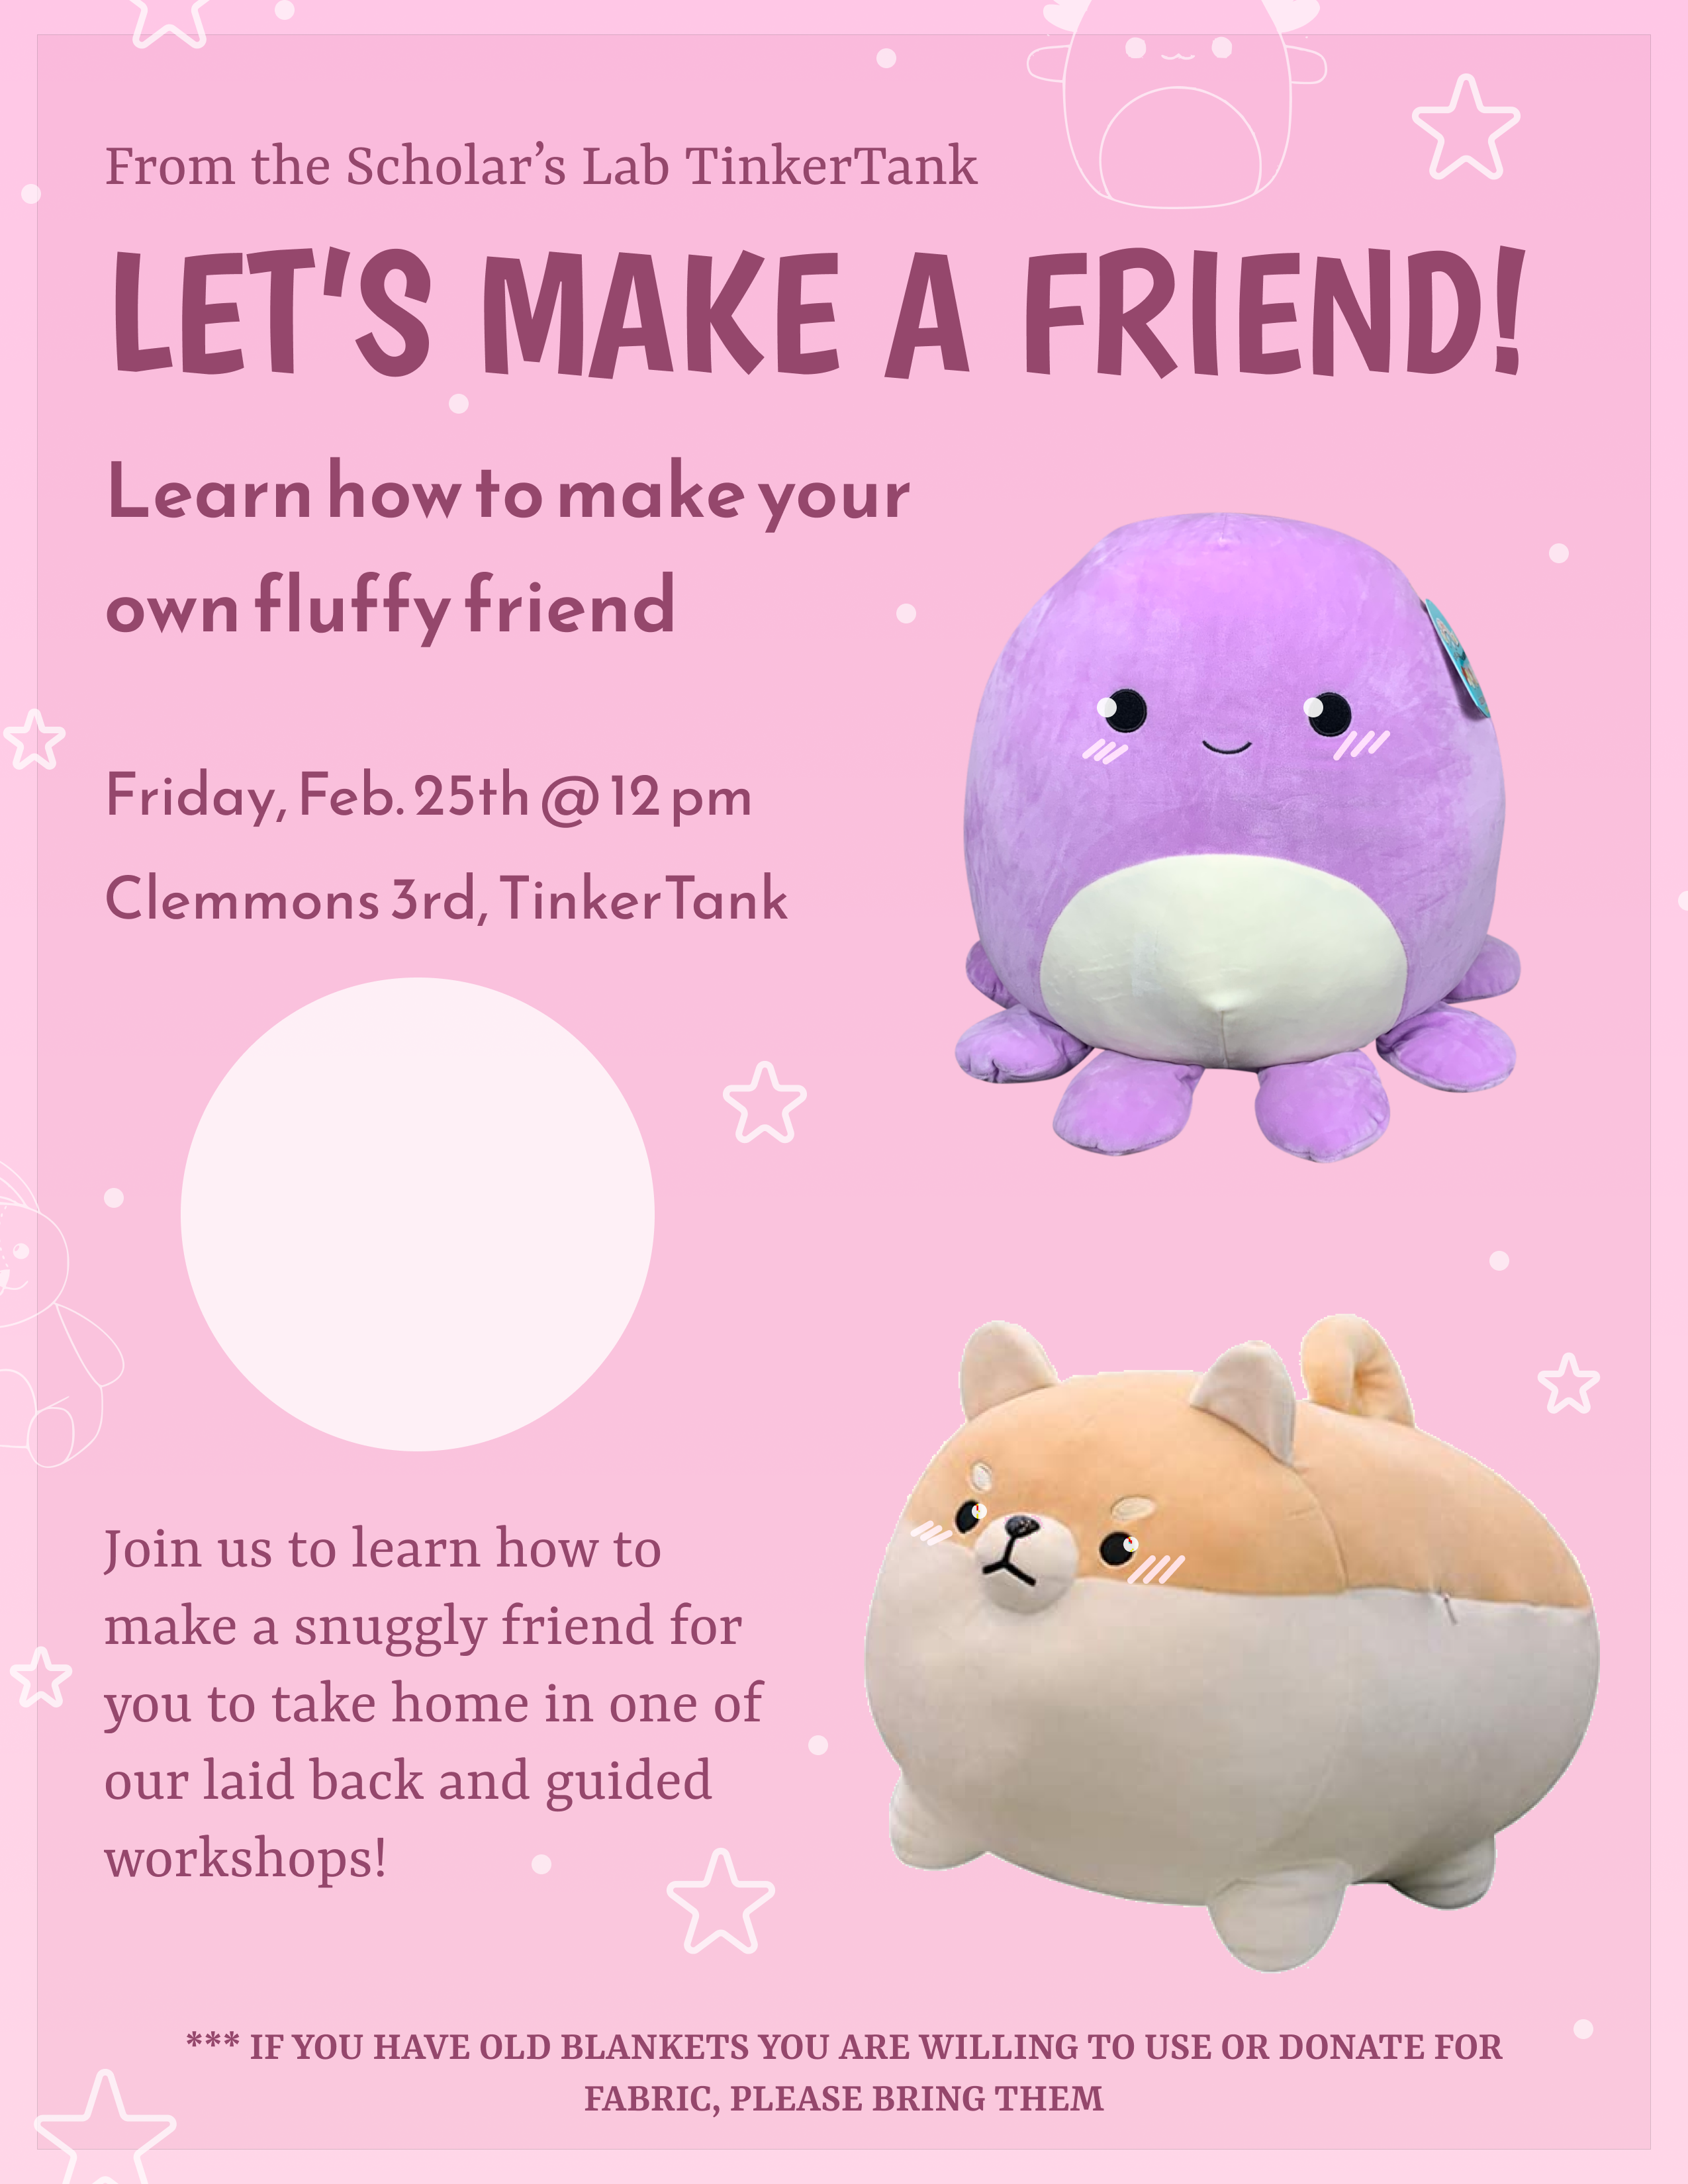 From the Scholar’s Lab TinkerTank
LET'S MAKE A FRIEND!
Learn how to make your
own fluffy friend
Friday, Feb. 25th @ 12 pm
Clemmons 3rd, TinkerTank
Join us to learn how to
make a snuggly friend for
you to take home in one of
our laid back and guided
workshops!
*** IF YOU HAVE OLD BLANKETS YOU ARE WILLING TO USE OR DONATE FOR
FABRIC, PLEASE BRING THEM